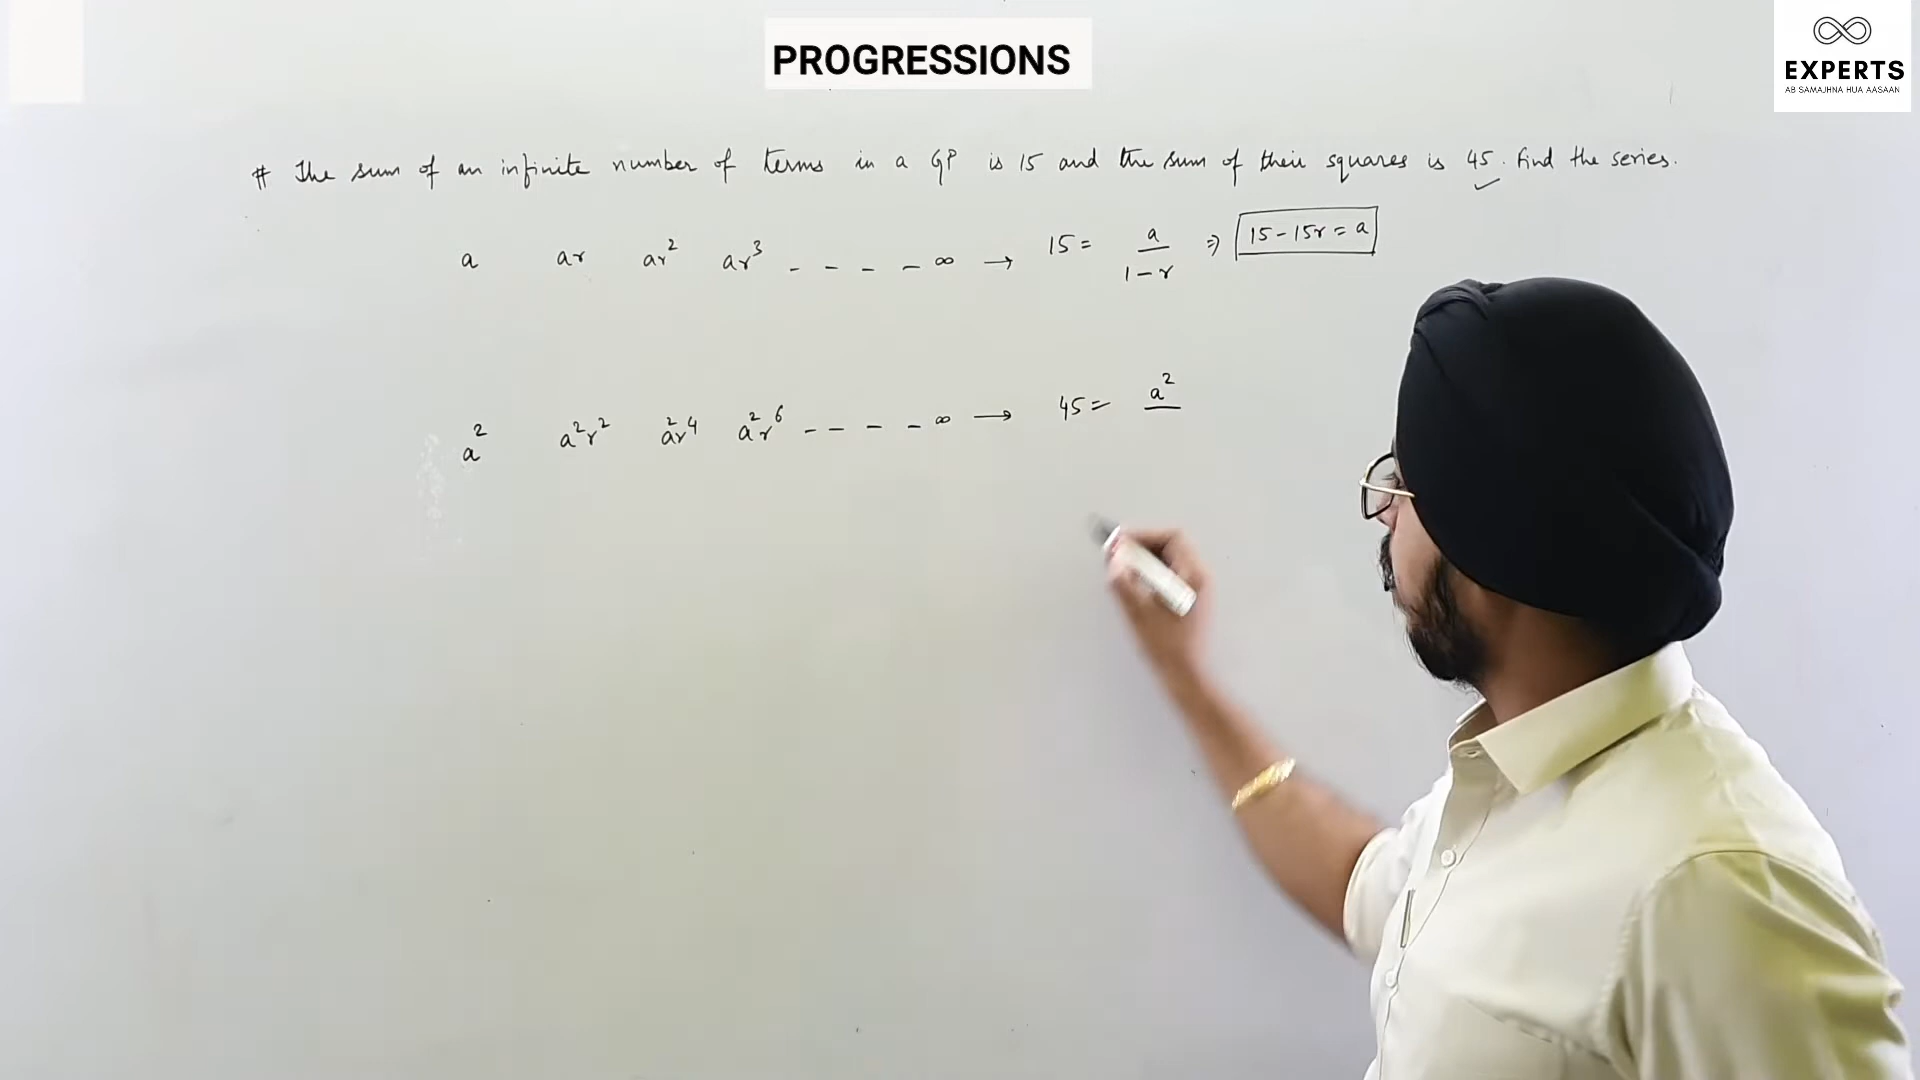 PROGRESSIONS
EXPERTS
AB SAMAJHNA HUA AASAAN
# The sum of an infinite number of terms in a GP is 15 and the sum of their squares is 45. Find the series.
a ar ar² ar³ - - - - ∞ → 15 = a/(1-r) ⇒ 15-15r = a
a² a²r² a²r⁴ a²r⁶ - - - - - ∞ → 45 = a²